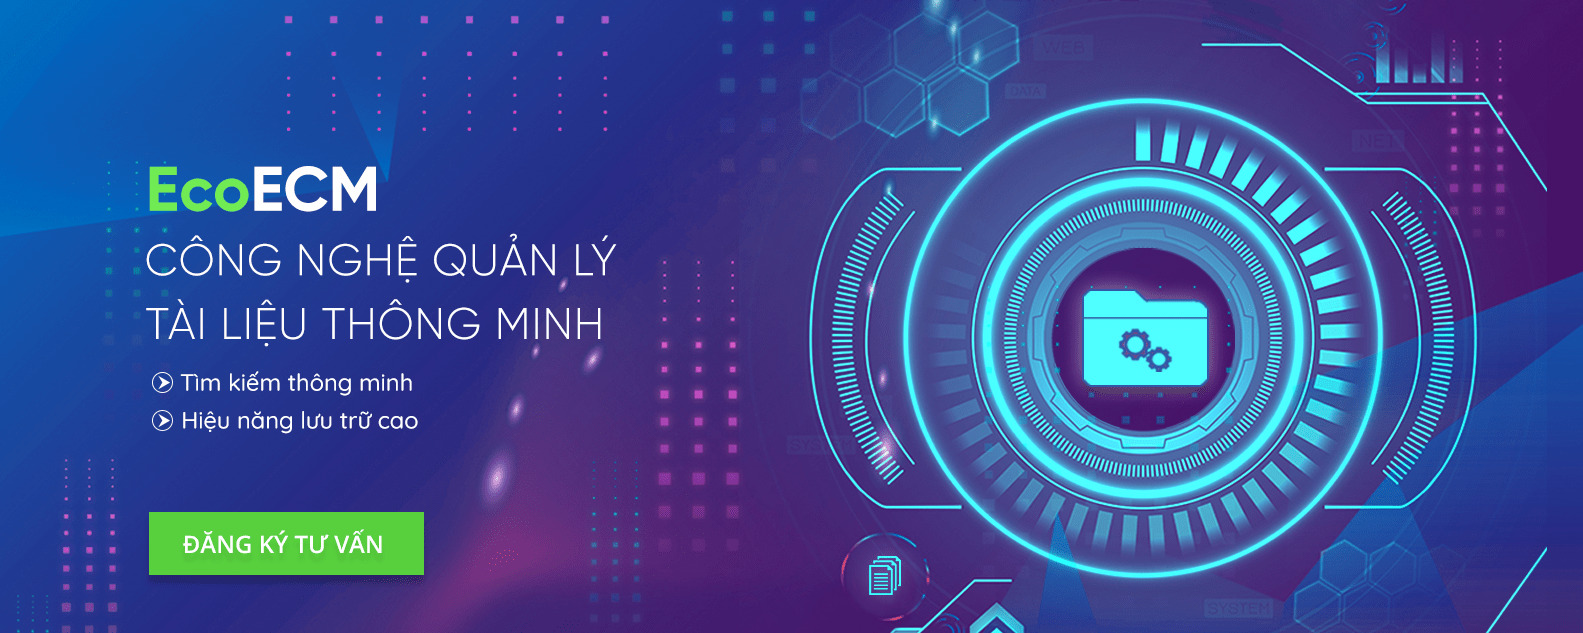 EcoECM
CÔNG NGHỆ QUẢN LÝ
TÀI LIỆU THÔNG MINH
Tìm kiếm thông minh
Hiệu năng lưu trữ cao
ĐĂNG KÝ TƯ VẤN
WEB
DATA
NET
SYSTEM